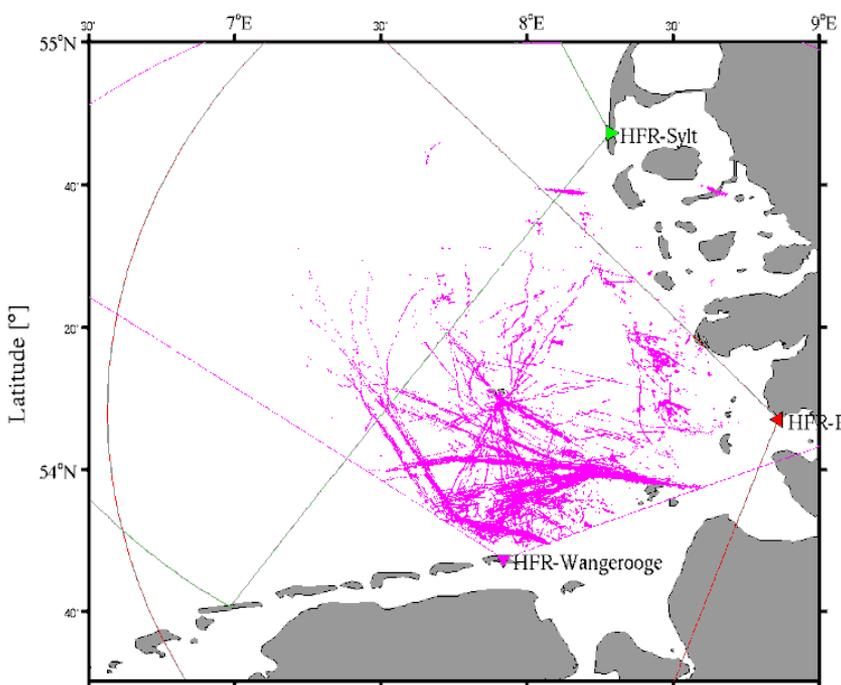 30' 7°E 30' 8°E 30' 9°E
55°N
HFR-Sylt
40'
20'
Latitude [°]
HFR-
54°N
HFR-Wangerooge
40'